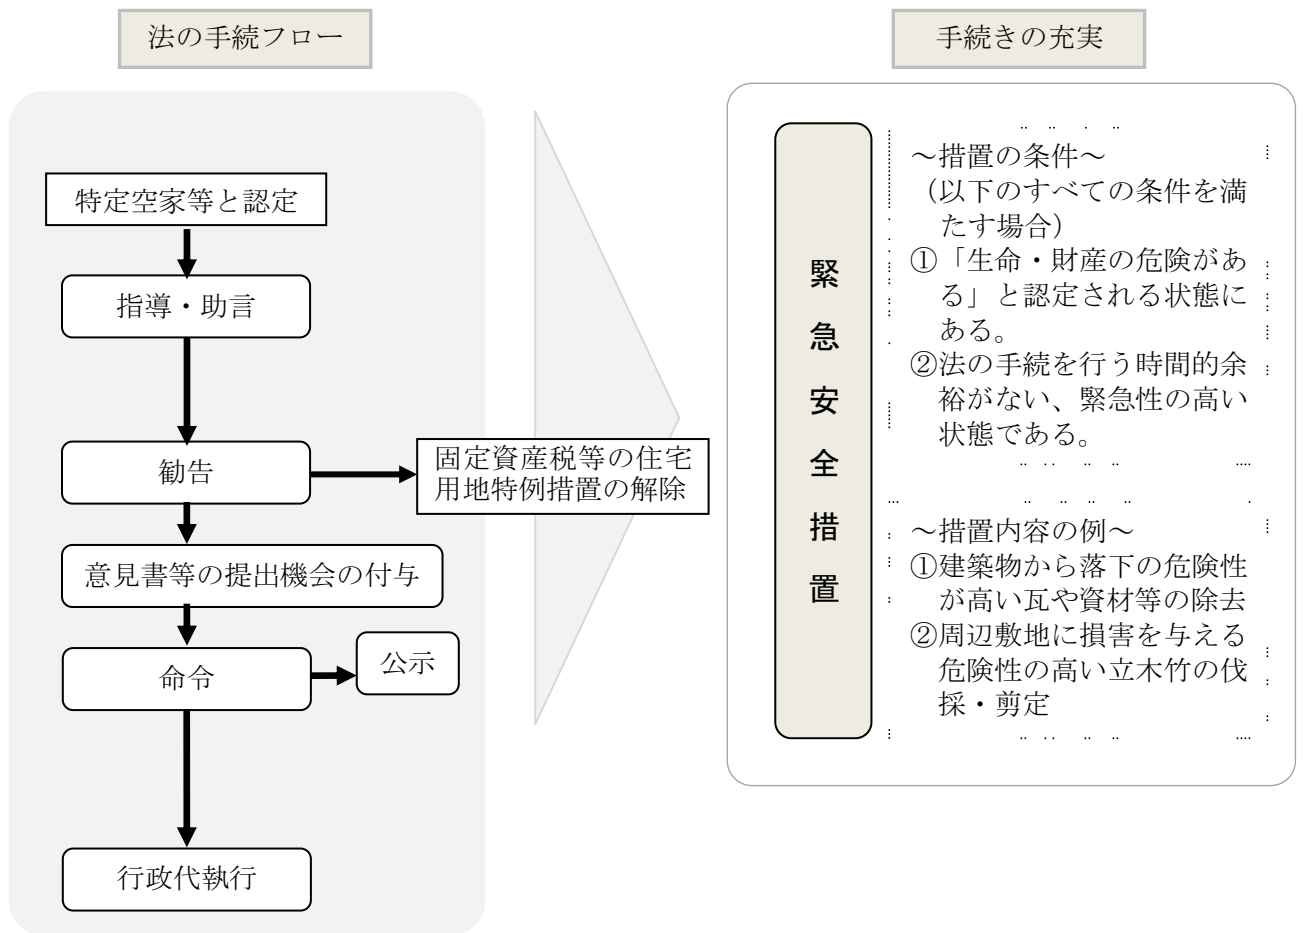 法の手続フロー
特定空家等と認定
指導・助言
勧告
固定資産税等の住宅
用地特例措置の解除
意見書等の提出機会の付与
命令
公示
行政代執行
手続きの充実
緊急安全措置
～措置の条件～
（以下のすべての条件を満
たす場合）
①「生命・財産の危険があ
る」と認定される状態に
ある。
②法の手続を行う時間的余
裕がない、緊急性の高い
状態である。
～措置内容の例～
①建築物から落下の危険性
が高い瓦や資材等の除去
②周辺敷地に損害を与える
危険性の高い立木竹の伐
採・剪定